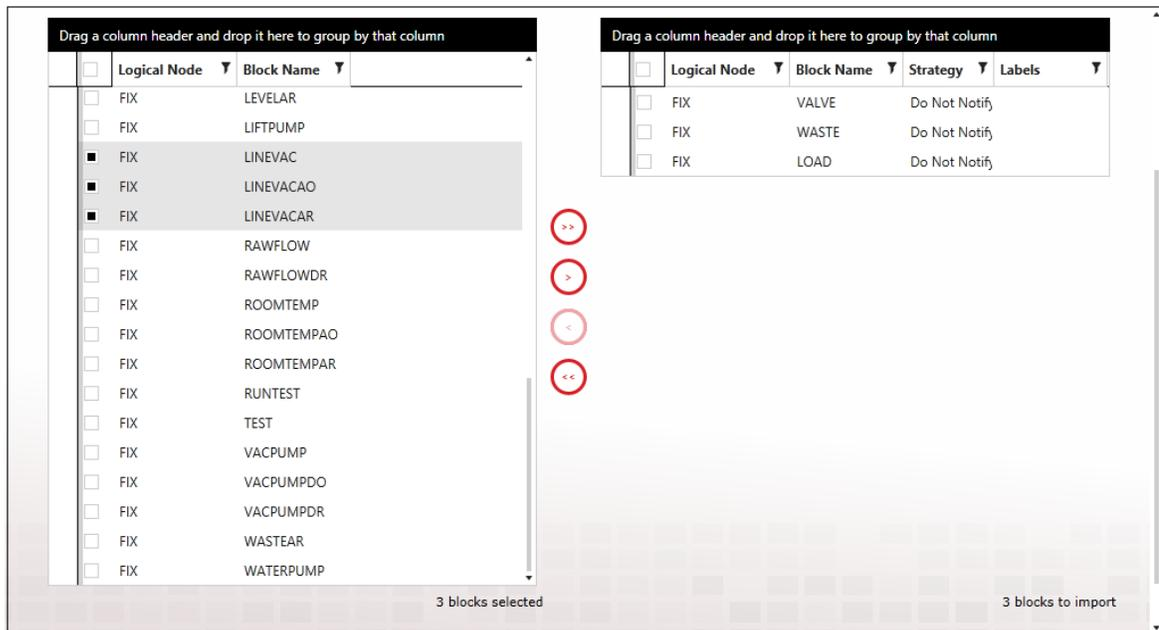 Drag a column header and drop it here to group by that column
Logical Node Block Name
FIX LEVELAR
FIX LIFTPUMP
FIX LINEVAC
FIX LINEVACAO
FIX LINEVACAR
FIX RAWFLOW
FIX RAWFLOWDR
FIX ROOMTEMP
FIX ROOMTEMPAO
FIX ROOMTEMPAR
FIX RUNTEST
FIX TEST
FIX VACPUMP
FIX VACPUMPDO
FIX VACPUMPDR
FIX WASTEAR
FIX WATERPUMP
3 blocks selected
>>
>
<
<<
Drag a column header and drop it here to group by that column
Logical Node Block Name Strategy Labels
FIX VALVE Do Not Notify
FIX WASTE Do Not Notify
FIX LOAD Do Not Notify
3 blocks to import